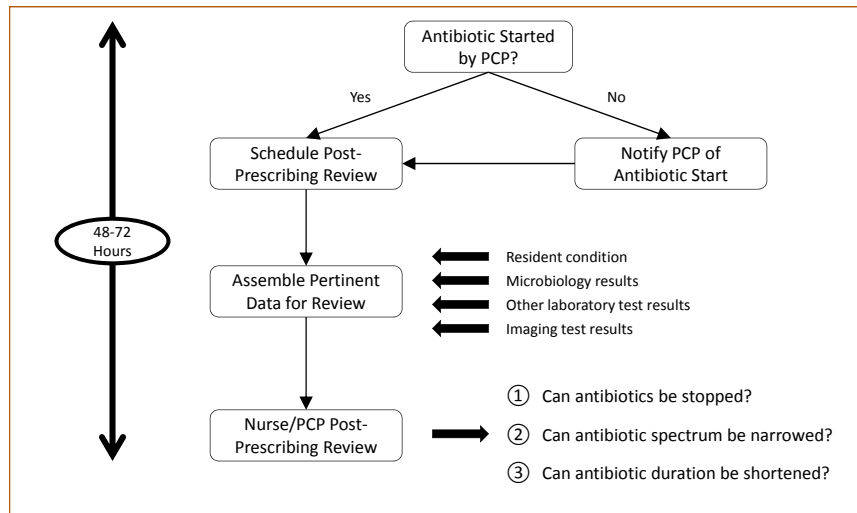 Antibiotic Started
by PCP?
Yes
No
Schedule Post-
Prescribing Review
Notify PCP of
Antibiotic Start
48-72
Hours
Assemble Pertinent
Data for Review
Resident condition
Microbiology results
Other laboratory test results
Imaging test results
Nurse/PCP Post-
Prescribing Review
① Can antibiotics be stopped?
② Can antibiotic spectrum be narrowed?
③ Can antibiotic duration be shortened?